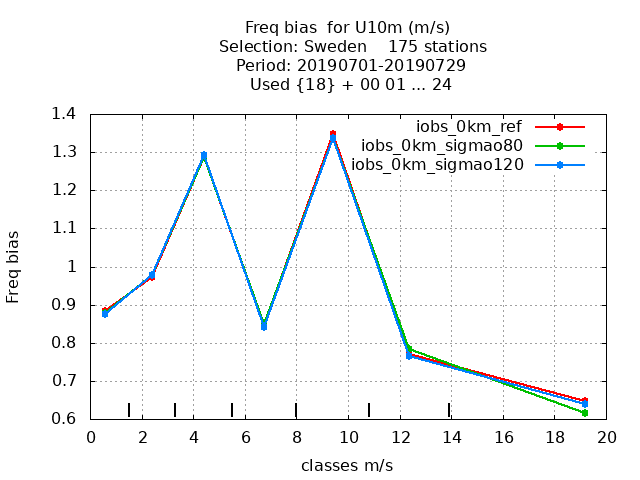 Freq bias  for U10m (m/s)
Selection: Sweden    175 stations
Period: 20190701-20190729
Used {18} + 00 01 ... 24
iobs_0km_ref
iobs_0km_sigmao80
iobs_0km_sigmao120
Freq bias
1.4
1.3
1.2
1.1
1
0.9
0.8
0.7
0.6
0 2 4 6 8 10 12 14 16 18 20
classes m/s